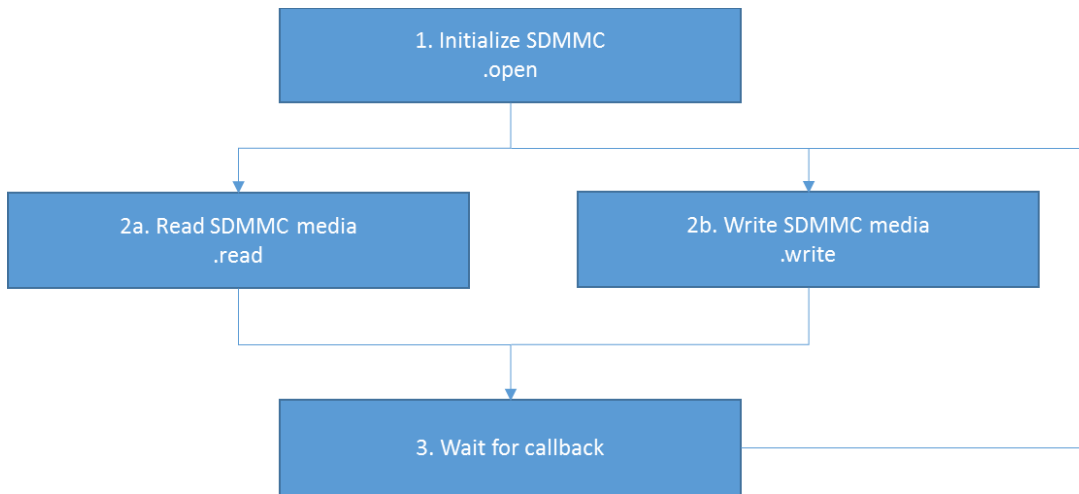 1. Initialize SDMMC
.open
2a. Read SDMMC media
.read
2b. Write SDMMC media
.write
3. Wait for callback